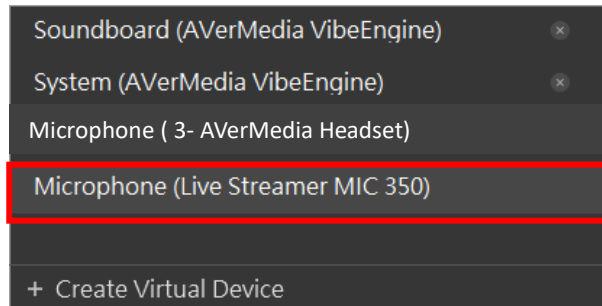 Soundboard (AVerMedia VibeEngine)
System (AVerMedia VibeEngine)
Microphone ( 3- AVerMedia Headset)
Microphone (Live Streamer MIC 350)
+ Create Virtual Device